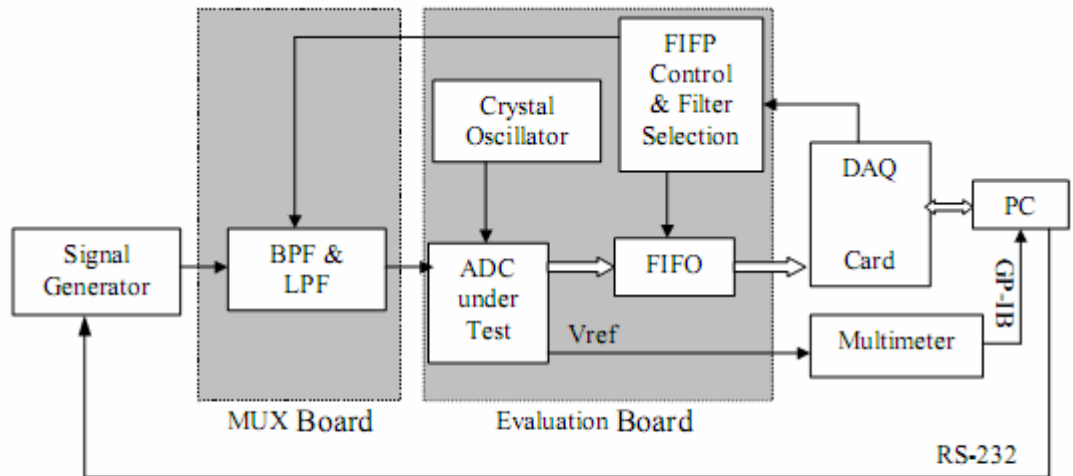 FIFP
Control
& Filter
Selection
Crystal
Oscillator
DAQ
Card
PC
Signal
Generator
BPF &
LPF
ADC
under
Test
FIFO
GP-IB
Vref
Multimeter
MUX Board
Evaluation Board
RS-232